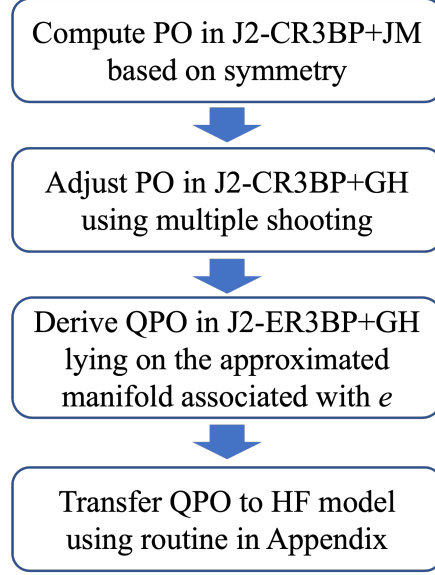 Compute PO in J2-CR3BP+JM
based on symmetry
Adjust PO in J2-CR3BP+GH
using multiple shooting
Derive QPO in J2-ER3BP+GH
lying on the approximated
manifold associated with e
Transfer QPO to HF model
using routine in Appendix